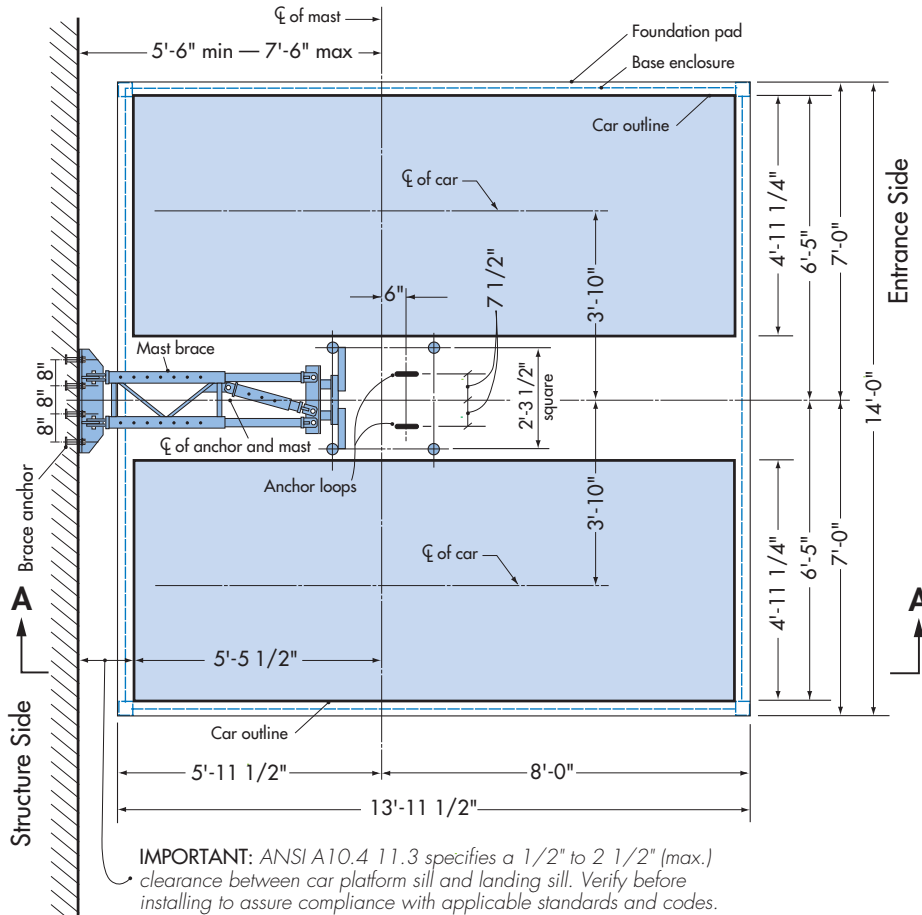 ℄ of mast
5'-6" min — 7'-6" max
Foundation pad
Base enclosure
Car outline
℄ of car
6"
7 1/2"
3'-10"
4'-11 1/4"
6'-5"
7'-0"
Entrance Side
Mast brace
8"
8"
8"
2'-3 1/2"
square
14'-0"
℄ of anchor and mast
Anchor loops
Brace anchor
3'-10"
4'-11 1/4"
6'-5"
7'-0"
℄ of car
A
A
5'-5 1/2"
Structure Side
Car outline
5'-11 1/2"
8'-0"
13'-11 1/2"
IMPORTANT: ANSI A10.4 11.3 specifies a 1/2" to 2 1/2" (max.)
clearance between car platform sill and landing sill. Verify before
installing to assure compliance with applicable standards and codes.